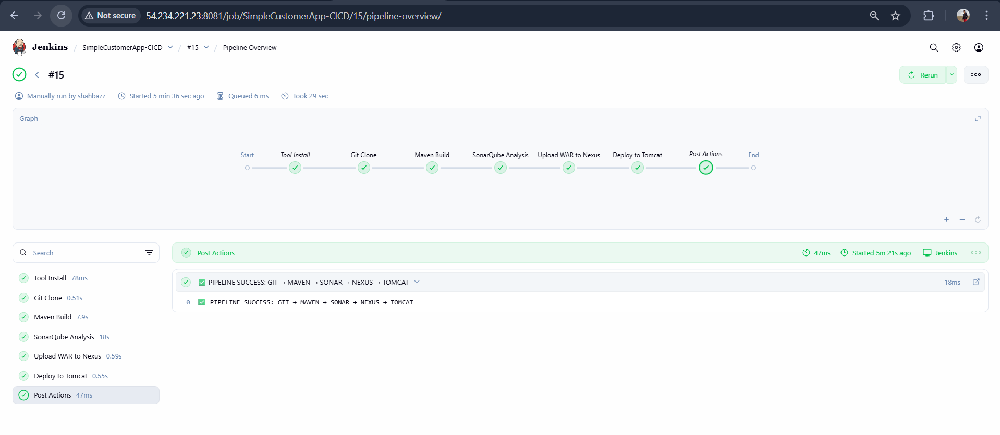 Not secure 54.234.221.23:8081/job/SimpleCustomerApp-CICD/15/pipeline-overview/
Jenkins / SimpleCustomerApp-CICD / #15 / Pipeline Overview
#15
Rerun
Manually run by shahbazz Started 5 min 36 sec ago Queued 6 ms Took 29 sec
Graph
Start Tool Install Git Clone Maven Build SonarQube Analysis Upload WAR to Nexus Deploy to Tomcat Post Actions End
Search
Post Actions 47ms Started 5m 21s ago Jenkins
Tool Install 78ms
Git Clone 0.51s
Maven Build 7.9s
SonarQube Analysis 18s
Upload WAR to Nexus 0.59s
Deploy to Tomcat 0.55s
Post Actions 47ms
✅ PIPELINE SUCCESS: GIT → MAVEN → SONAR → NEXUS → TOMCAT 18ms
0 ✅ PIPELINE SUCCESS: GIT → MAVEN → SONAR → NEXUS → TOMCAT